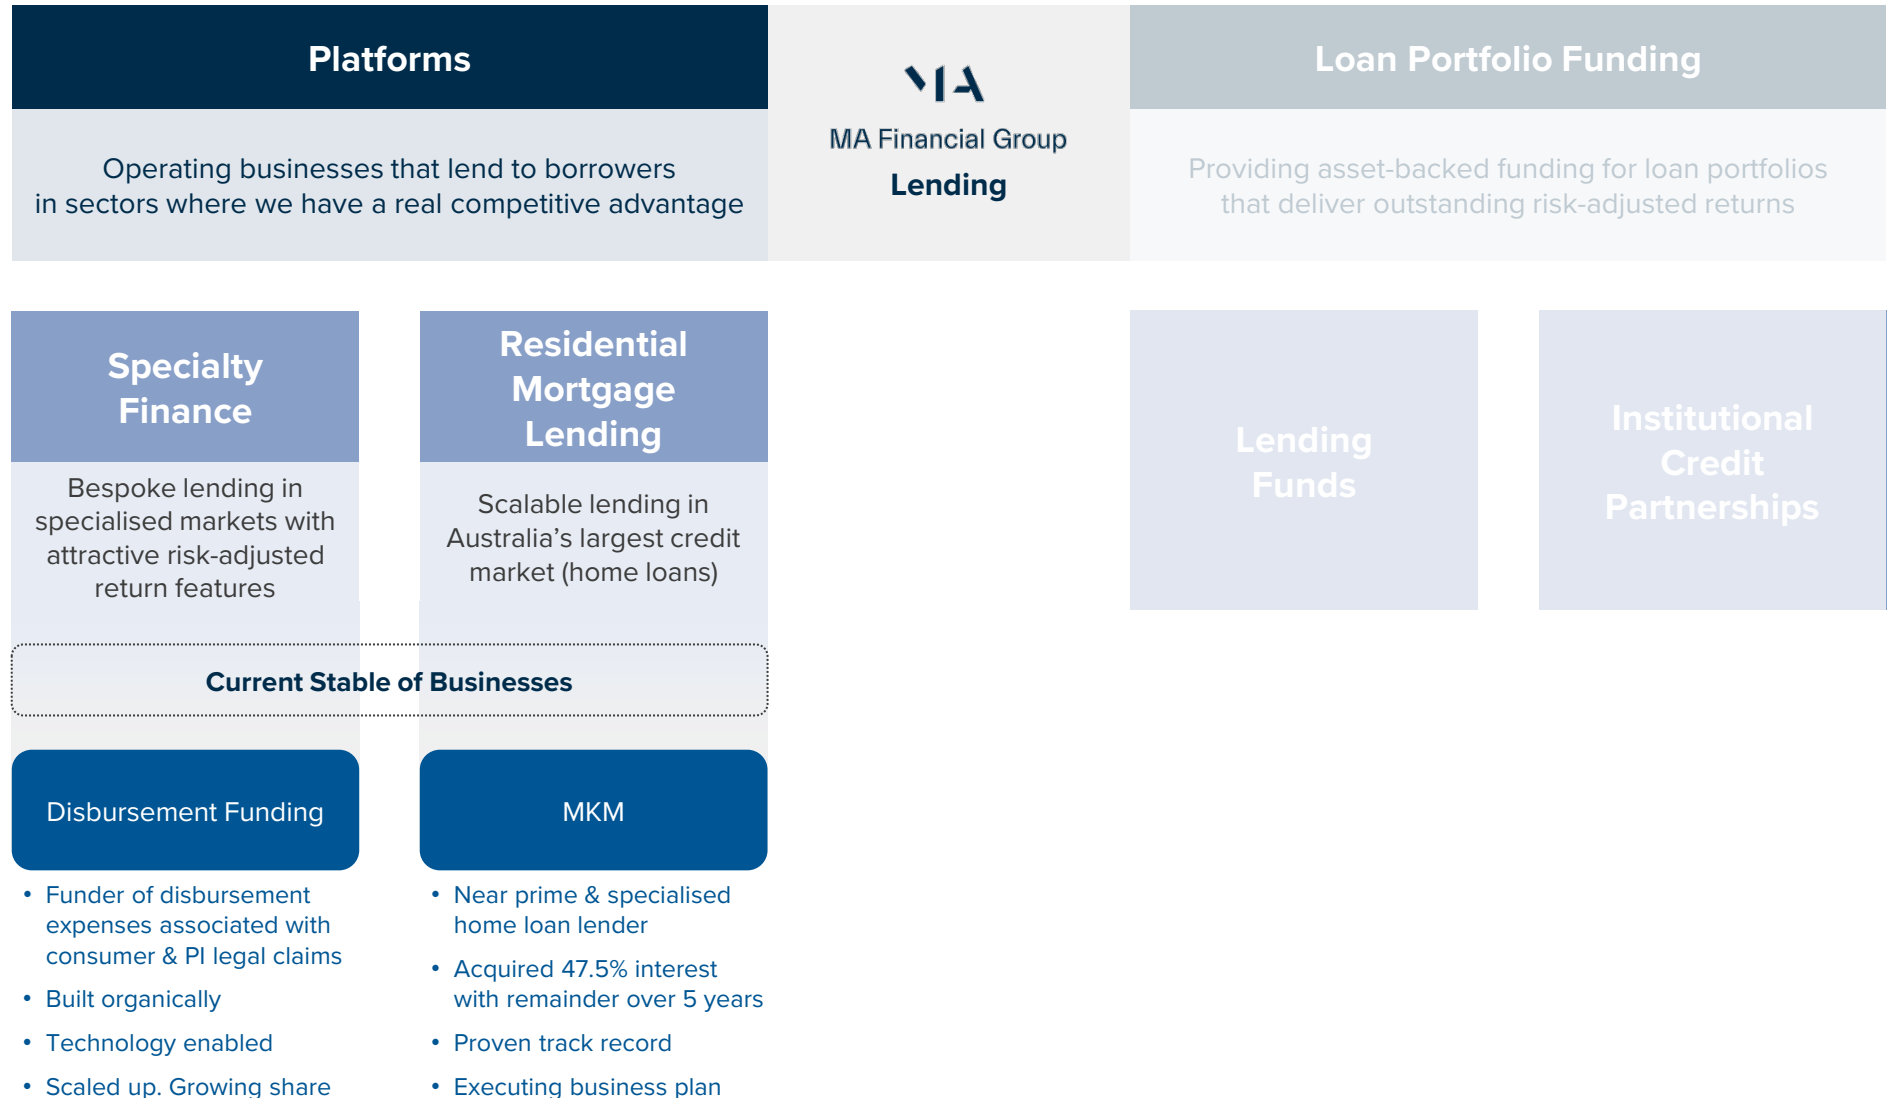 Platforms
Operating businesses that lend to borrowers
in sectors where we have a real competitive advantage
MA
MA Financial Group
Lending
Loan Portfolio Funding
Providing asset-backed funding for loan portfolios
that deliver outstanding risk-adjusted returns
Specialty
Finance
Bespoke lending in
specialised markets with
attractive risk-adjusted
return features
Residential
Mortgage
Lending
Scalable lending in
Australia’s largest credit
market (home loans)
Lending
Funds
Institutional
Credit
Partnerships
Current Stable of Businesses
Disbursement Funding
• Funder of disbursement
expenses associated with
consumer & PI legal claims
• Built organically
• Technology enabled
• Scaled up. Growing share
MKM
• Near prime & specialised
home loan lender
• Acquired 47.5% interest
with remainder over 5 years
• Proven track record
• Executing business plan